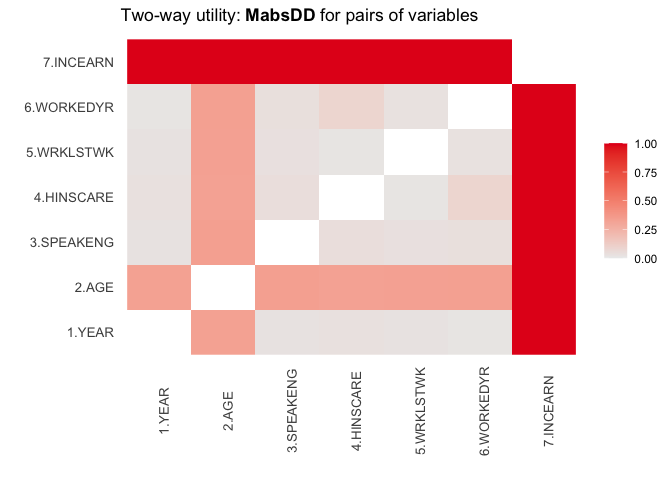 Two-way utility: MabsDD for pairs of variables
7.INCEARN
6.WORKEDYR
5.WRKLSTWK
4.HINSCARE
3.SPEAKENG
2.AGE
1.YEAR
1.00
0.75
0.50
0.25
0.00
1.YEAR
2.AGE
3.SPEAKENG
4.HINSCARE
5.WRKLSTWK
6.WORKEDYR
7.INCEARN